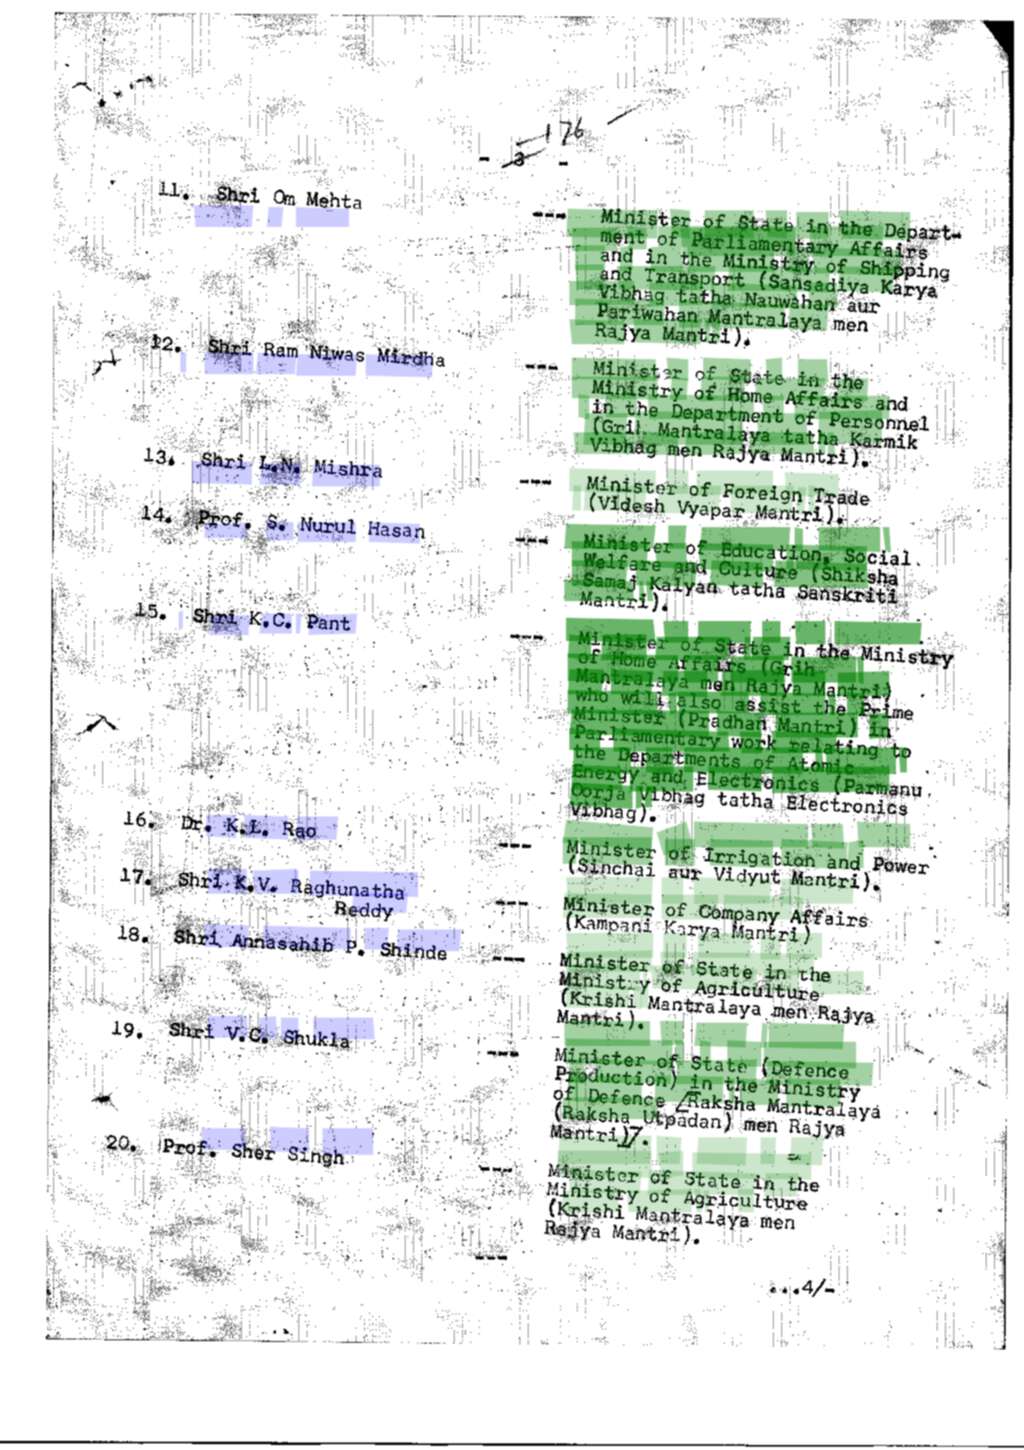 176
- 3 -
11. Shri Om Mehta
--- Minister of State in the Depart-
ment of Parliamentary Affairs
and in the Ministry of Shipping
and Transport (Sansadiya Karya
Vibhag tatha Nauwahan aur
Pariwahan Mantralaya men
Rajya Mantri).
12. Shri Ram Niwas Mirdha
--- Minister of State in the
Ministry of Home Affairs and
in the Department of Personnel
(Grih Mantralaya tatha Karmik
Vibhag men Rajya Mantri).
13. Shri L.N. Mishra
--- Minister of Foreign Trade
(Videsh Vyapar Mantri).
14. Prof. S. Nurul Hasan
--- Minister of Education, Social
Welfare and Culture (Shiksha
Samaj Kalyan tatha Sanskriti
Mantri).
15. Shri K.C. Pant
--- Minister of State in the Ministry
of Home Affairs (Grih
Mantralaya men Rajya Mantri)
who will also assist the Prime
Minister (Pradhan Mantri) in
Parliamentary work relating to
the Departments of Atomic
Energy and Electronics (Parmanu
Oorja Vibhag tatha Electronics
Vibhag).
16. Dr. K.L. Rao
--- Minister of Irrigation and Power
(Sinchai aur Vidyut Mantri).
17. Shri K.V. Raghunatha
Reddy
--- Minister of Company Affairs
(Kampani Karya Mantri)
18. Shri Annasahib P. Shinde
--- Minister of State in the
Ministry of Agriculture
(Krishi Mantralaya men Rajya
Mantri).
19. Shri V.C. Shukla
--- Minister of State (Defence
Production) in the Ministry
of Defence [Raksha Mantralaya
(Raksha Utpadan) men Rajya
Mantri].
20. Prof. Sher Singh
--- Minister of State in the
Ministry of Agriculture
(Krishi Mantralaya men
Rajya Mantri).
---
...4/-